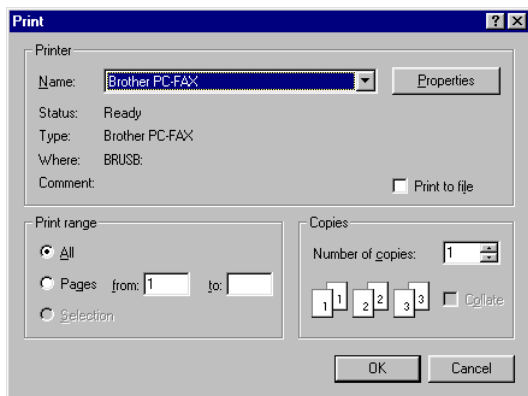 Print
Printer
Name: Brother PC-FAX Properties
Status: Ready
Type: Brother PC-FAX
Where: BRUSB:
Comment: Print to file
Print range
All
Pages from: 1 to:
Selection
Copies
Number of copies: 1
1 1 2 2 3 3 Collate
OK Cancel